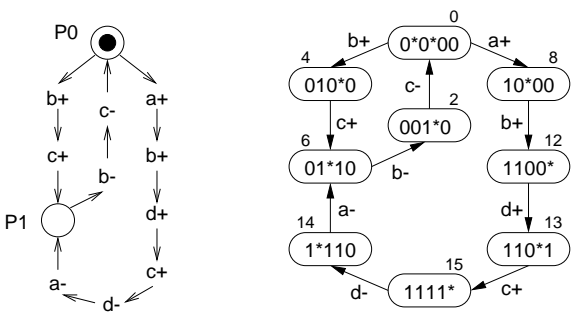 P0
b+
a+
c-
c+
b+
b-
d+
P1
c+
a-
d-
0
0*0*00
b+
a+
4
010*0
8
10*00
c-
2
001*0
c+
b+
6
01*10
b-
12
1100*
a-
d+
14
1*110
13
110*1
15
1111*
d-
c+